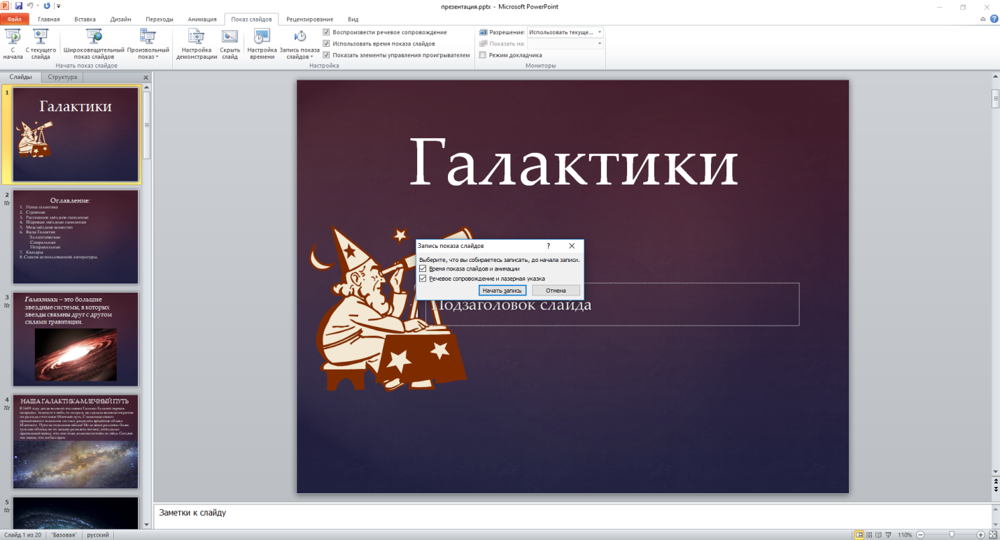 презентация.pptx - Microsoft PowerPoint
Файл Главная Вставка Дизайн Переходы Анимация Показ слайдов Рецензирование Вид
С начала
С текущего слайда
Широковещательный показ слайдов
Произвольный показ
Начать показ слайдов
Настройка демонстрации
Скрыть слайд
Настройка времени
Запись показа слайдов
Воспроизвести речевое сопровождение
Использовать время показа слайдов
Показать элементы управления проигрывателем
Настройка
Разрешение: Использовать текуще...
Показать на:
Режим докладчика
Мониторы
Слайды Структура
1
Галактики
2
Оглавление:
1. Наша галактика
2. Строение
3. Рассеянное звёздное скопление
4. Шаровые звёздные скопления
5. Межзвёздное вещество
6. Виды Галактик
Эллиптические
Спиральные
Неправильные
7. Квазары
8. Список использованной литературы.
3
Галактики – это большие
звездные системы, в которых
звезды связаны друг с другом
силами гравитации.
4
НАША ГАЛАКТИКА-МЛЕЧНЫЙ ПУТЬ
5
Галактики
Подзаголовок слайда
Запись показа слайдов ?
Выберите, что вы собираетесь записать, до начала записи.
Время показа слайдов и анимации
Речевое сопровождение и лазерная указка
Начать запись Отмена
Заметки к слайду
Слайд 1 из 20 "Базовая" русский 110%